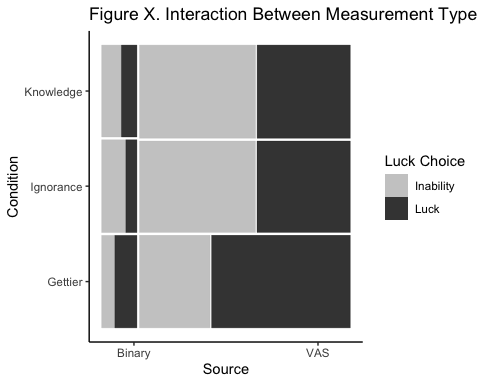 Figure X. Interaction Between Measurement Type
Knowledge
Ignorance
Gettier
Condition
Binary
VAS
Source
Luck Choice
Inability
Luck